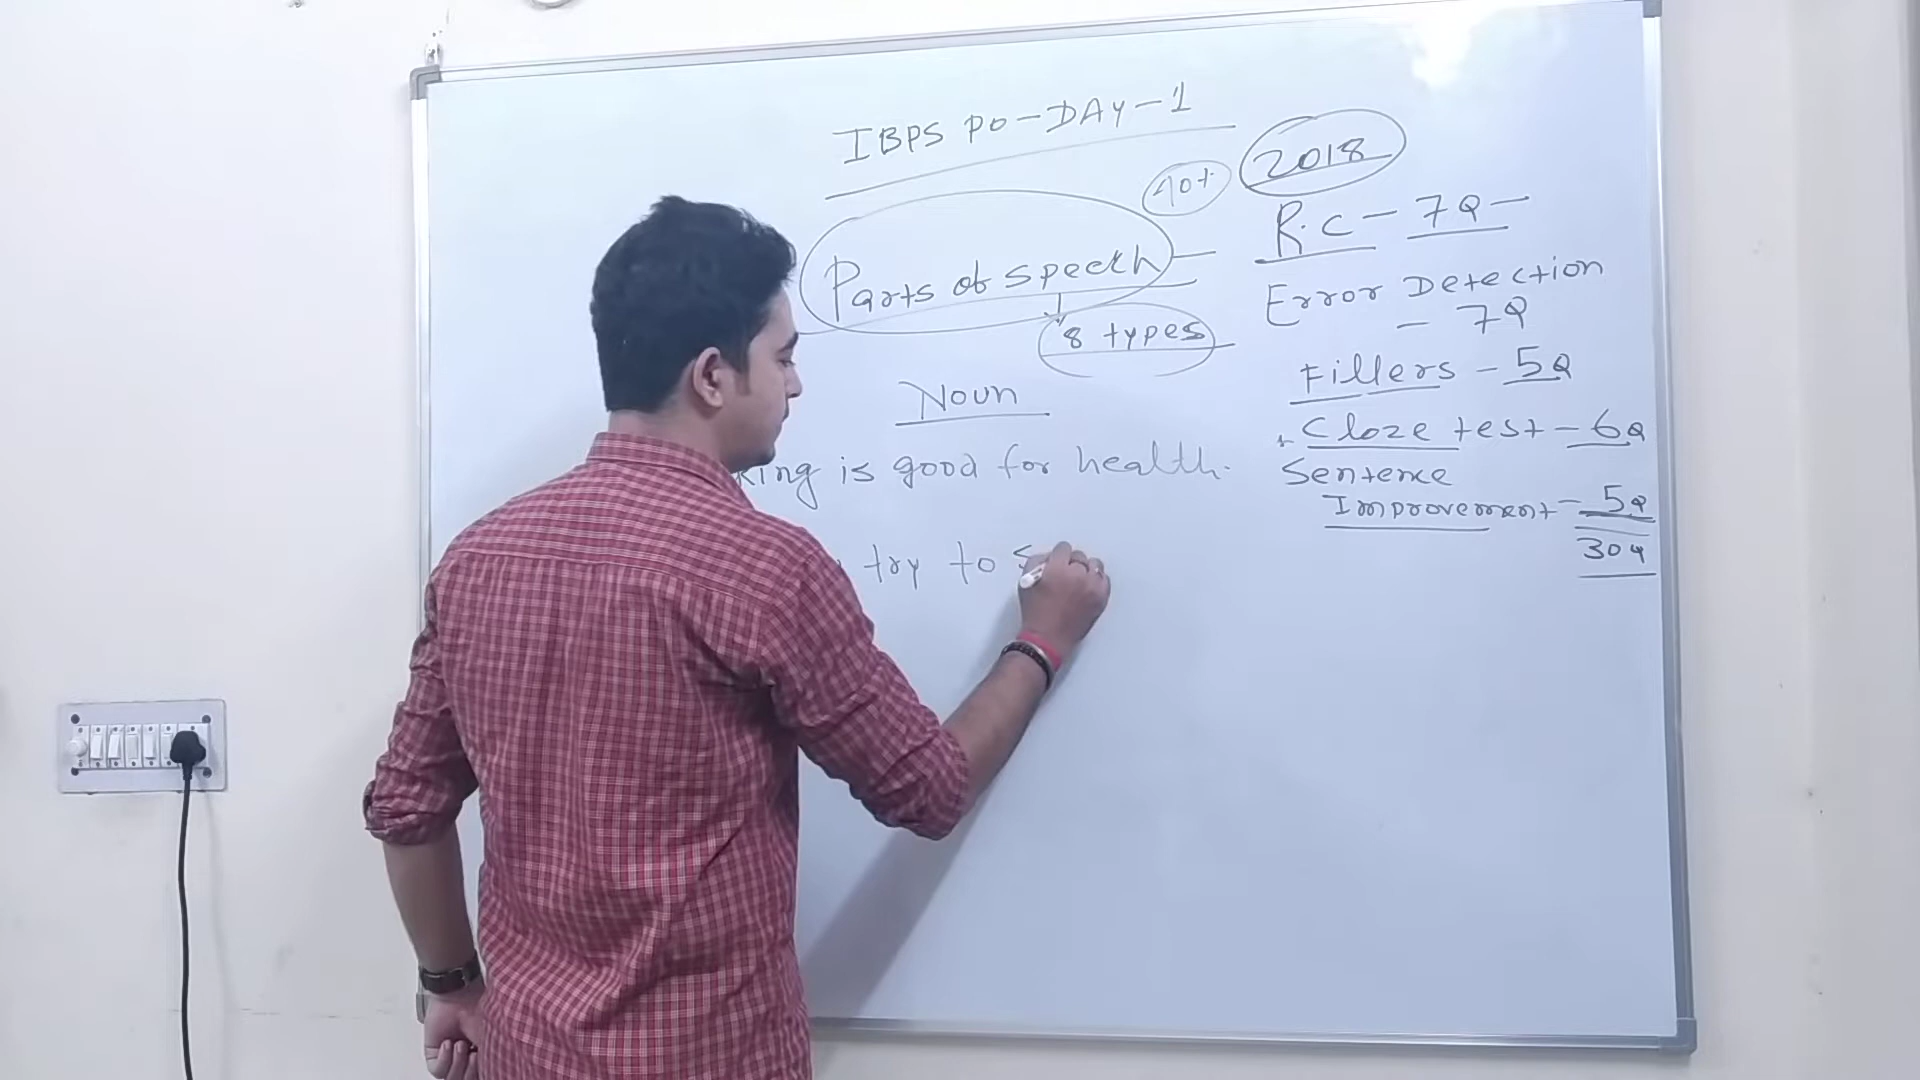 IBPS PO-DAY-1
Parts of speech
8 types
Noun
king is good for health.
try to S
40+
2018
R.C - 7Q -
Error Detection
- 7Q
Fillers - 5Q
Cloze test - 6Q
Sentence
Improvement - 5Q
30Q